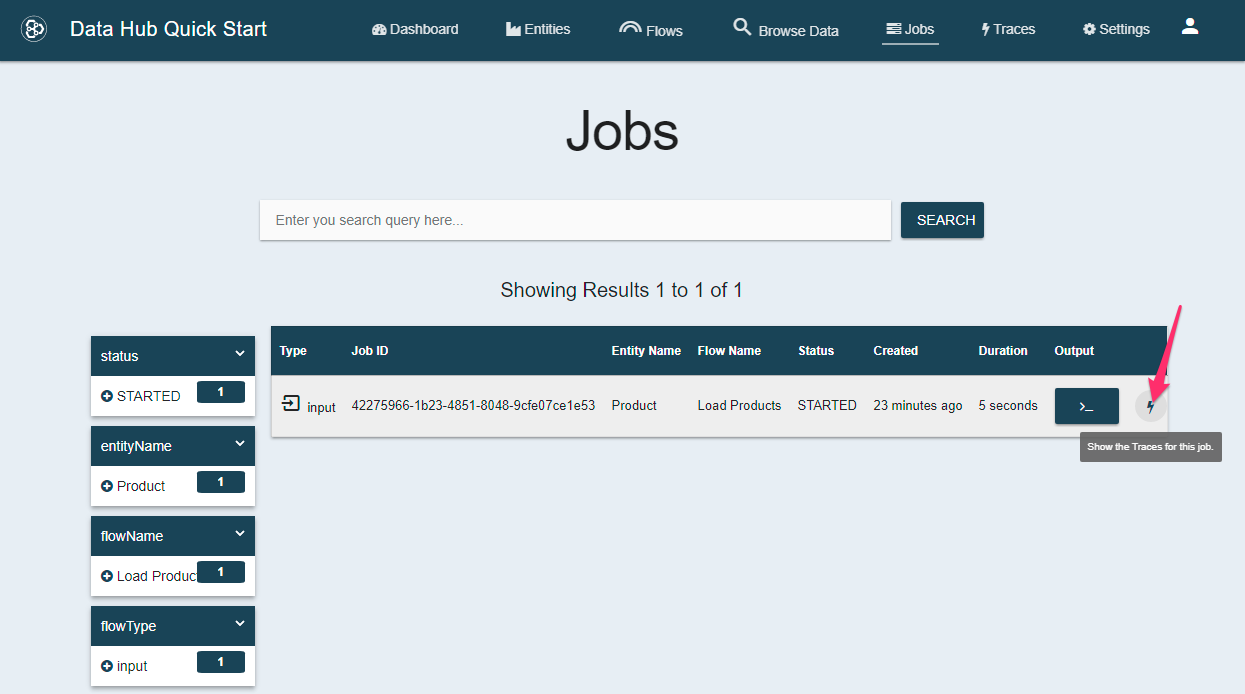 Data Hub Quick Start
Dashboard
Entities
Flows
Browse Data
Jobs
Traces
Settings
Jobs
Enter you search query here...
SEARCH
Showing Results 1 to 1 of 1
status
STARTED 1
entityName
Product 1
flowName
Load Produc 1
flowType
input 1
Type Job ID Entity Name Flow Name Status Created Duration Output
input 42275966-1b23-4851-8048-9cfe07ce1e53 Product Load Products STARTED 23 minutes ago 5 seconds >_
Show the Traces for this job.